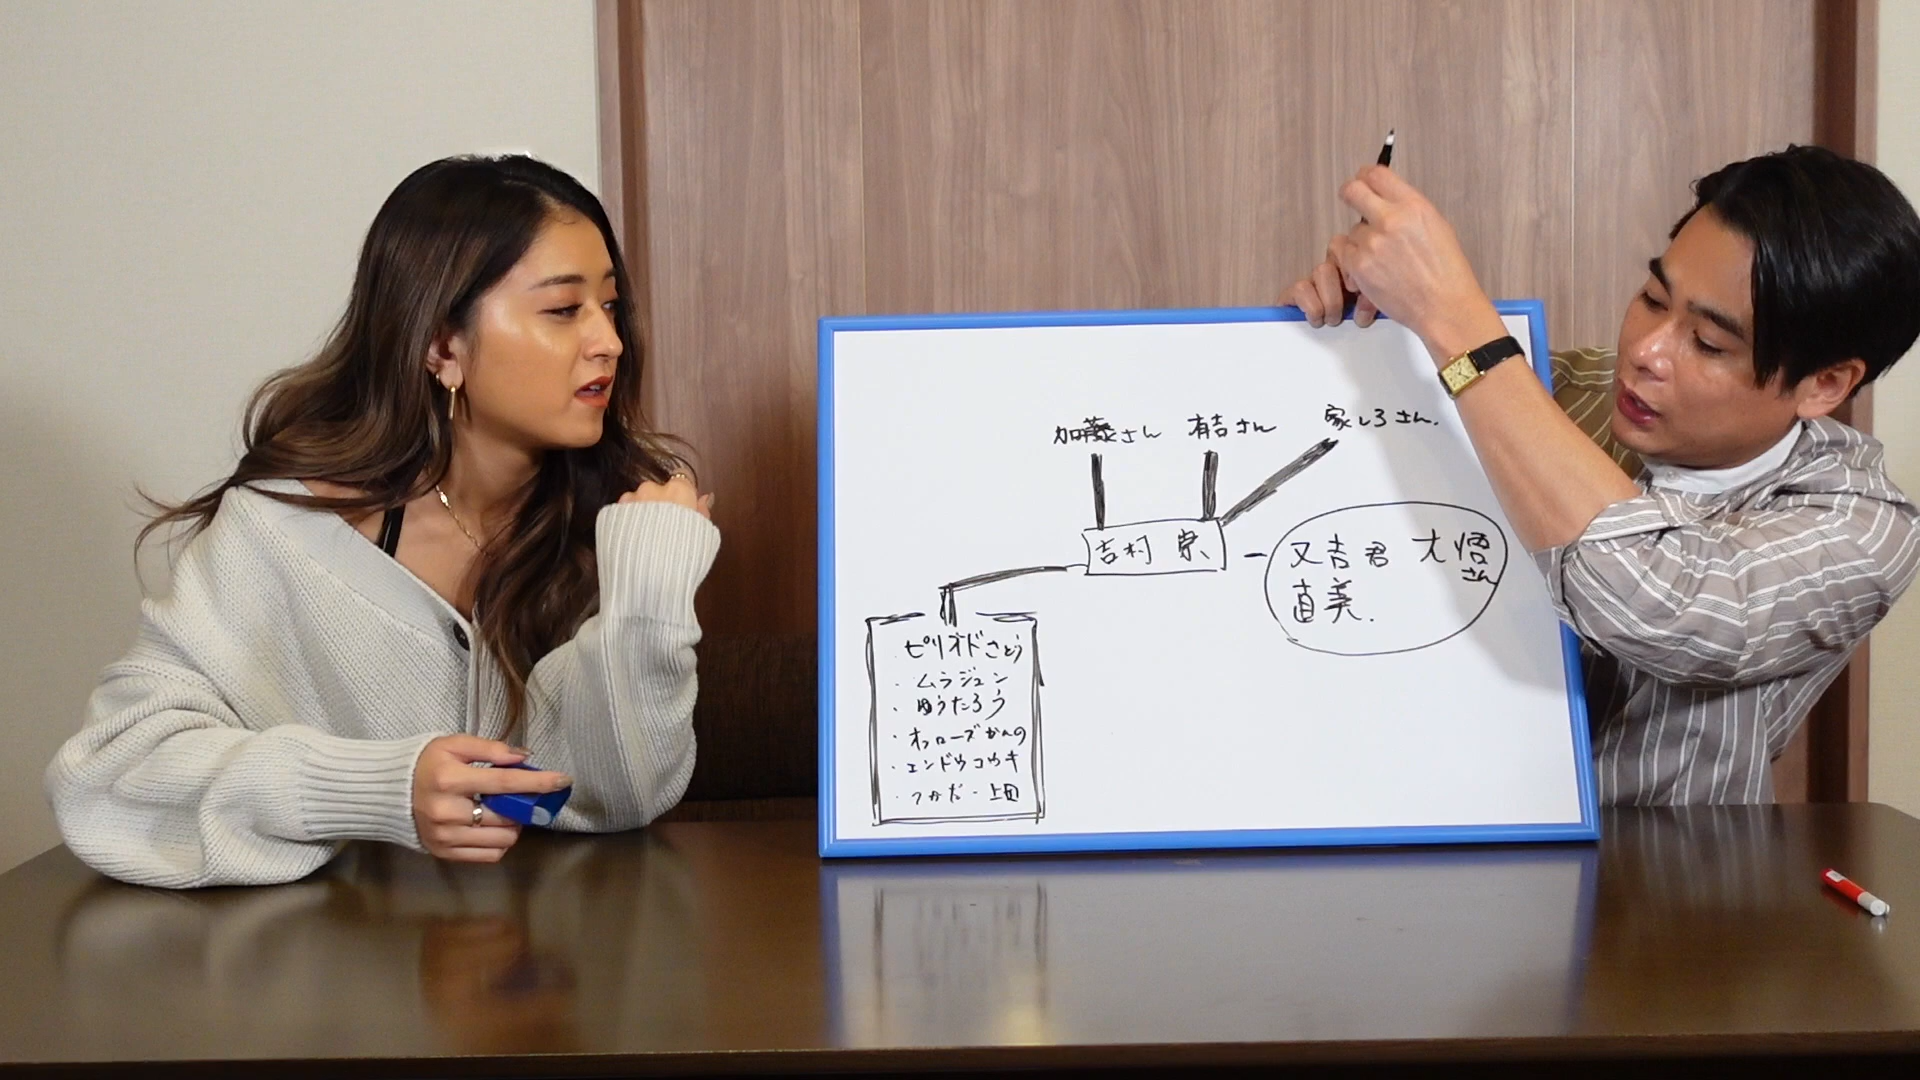 加藤さん 有吉さん 家しろさん.
吉村 崇
又吉君 大悟さん
直美.
ピリオドさとう
・ムラジュン
・ゆうたろう
・オフローズかんの
・エンドウコウキ
・つかだ・上田